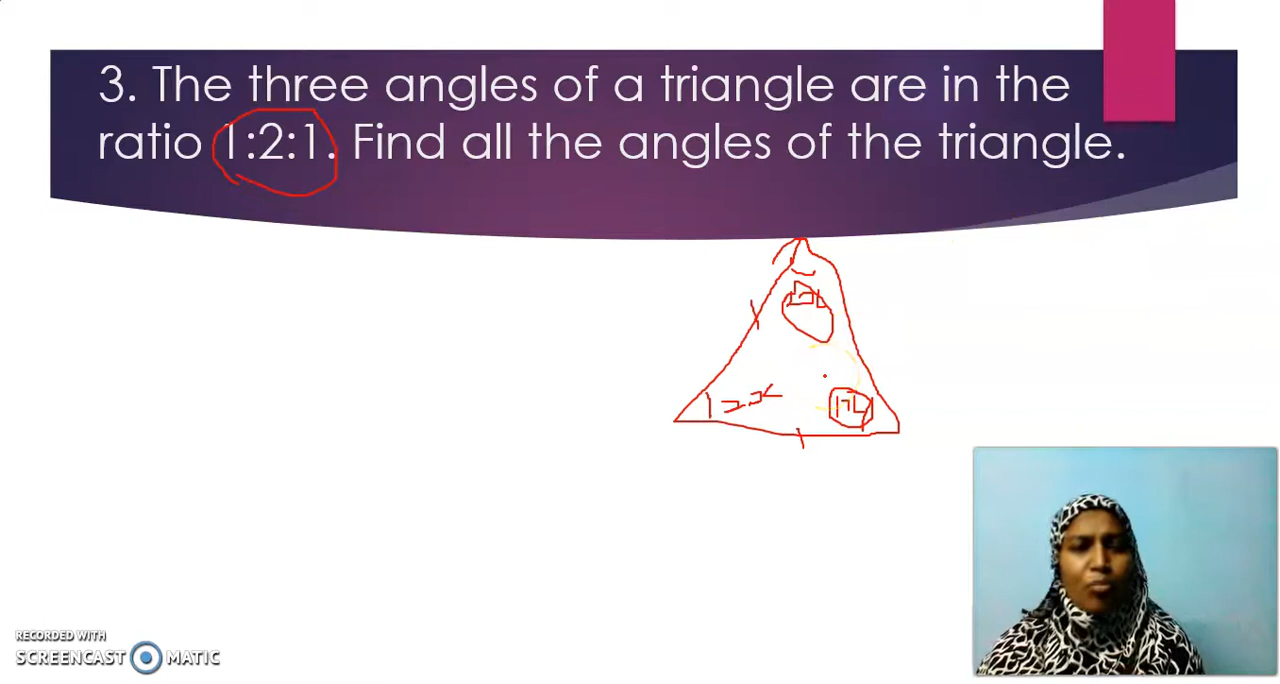 3. The three angles of a triangle are in the
ratio 1:2:1. Find all the angles of the triangle.
2x
RECORDED WITH
SCREENCAST MATIC